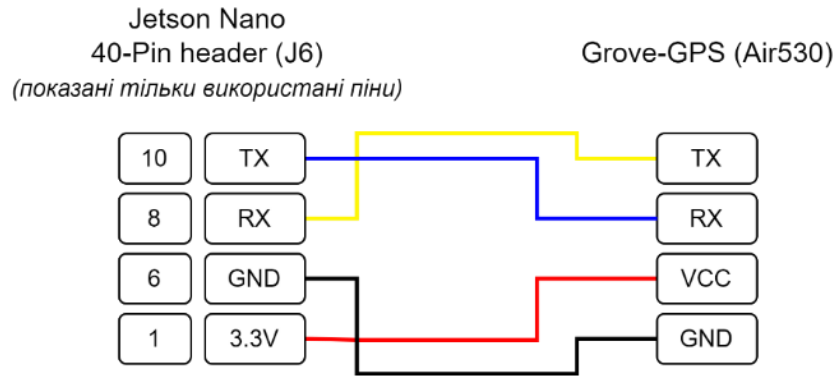 Jetson Nano
40-Pin header (J6)
(показані тільки використані піни)
Grove-GPS (Air530)
10 TX TX
8 RX RX
6 GND VCC
1 3.3V GND